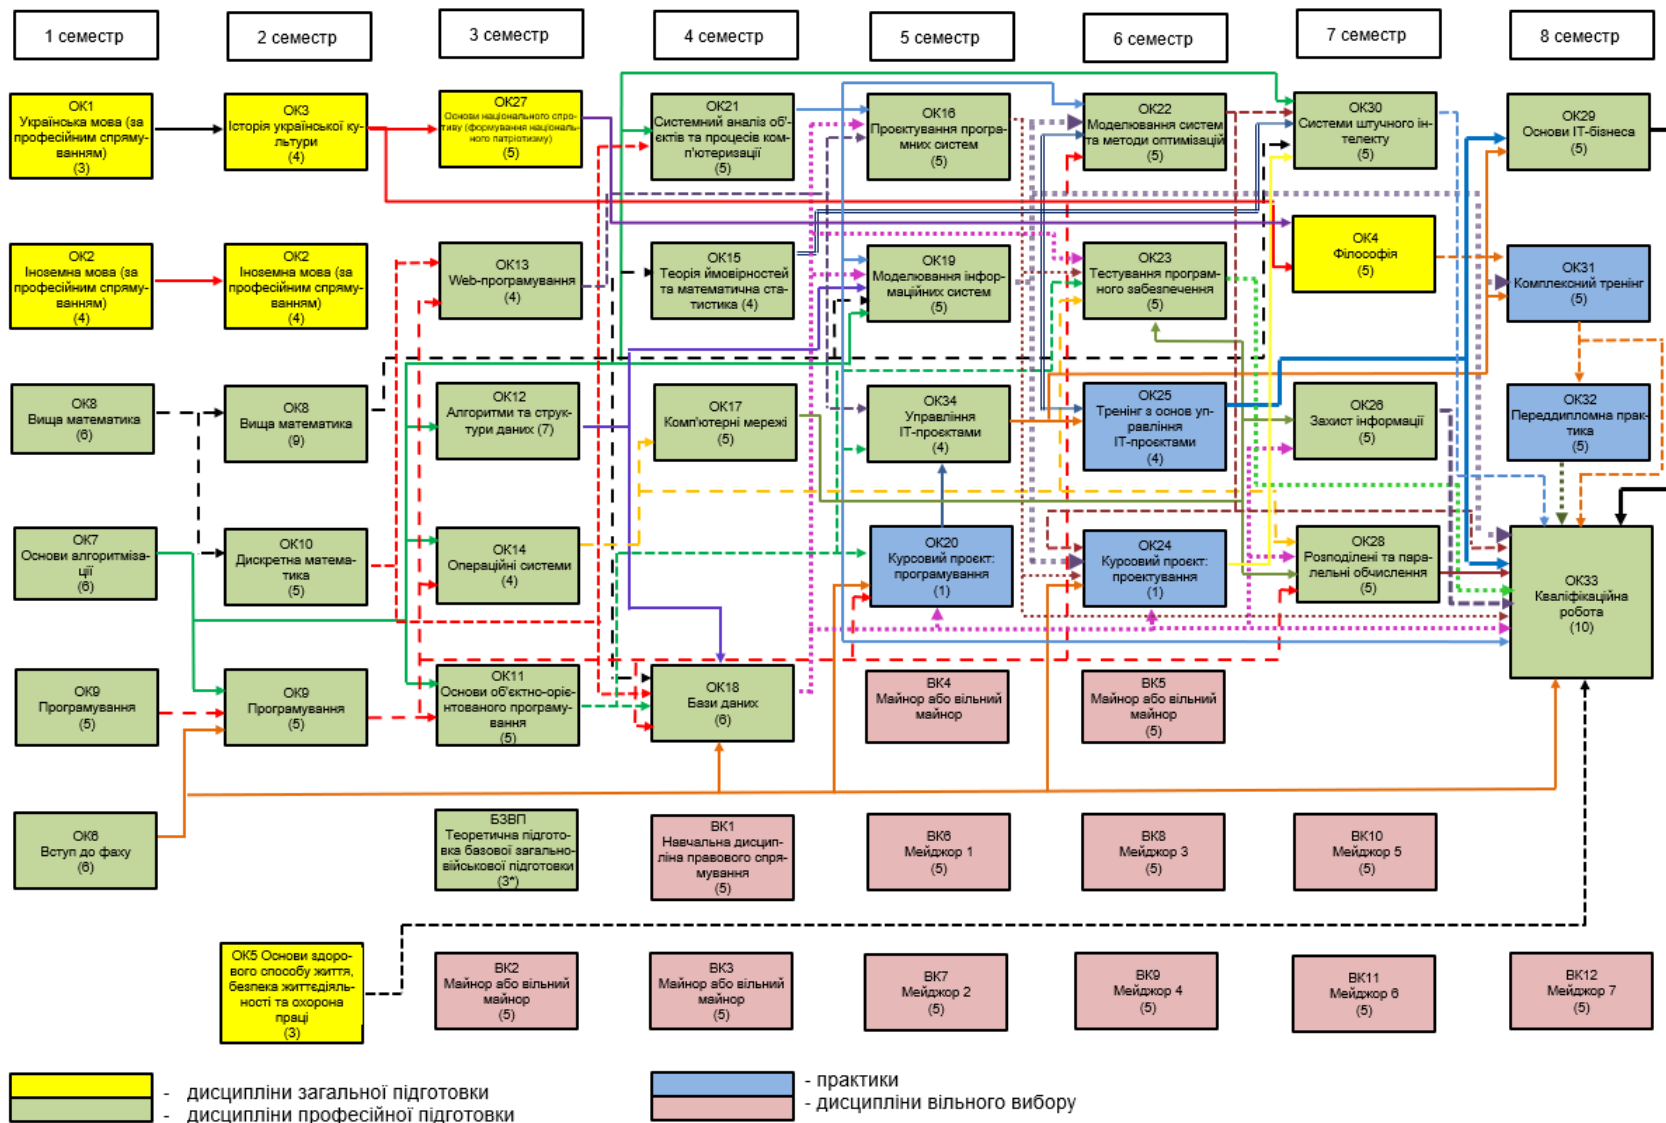 1 семестр
2 семестр
3 семестр
4 семестр
5 семестр
6 семестр
7 семестр
8 семестр
ОК1
Українська мова (за
професійним спряму-
ванням)
(3)
ОК3
Історія української ку-
льтури
(4)
ОК27
Основи національного спро-
тиву (формування націоналі-
ного патріотизму)
(5)
ОК21
Системний аналіз об'-
єктів та процесів ком-
п'ютеризації
(5)
ОК16
Проєктування програ-
мних систем
(5)
ОК22
Моделювання систем
та методи оптимізацій
(5)
ОК30
Системи штучного ін-
телекту
(5)
ОК29
Основи ІТ-бізнеса
(5)
ОК2
Іноземна мова (за
професійним спряму-
ванням)
(4)
ОК2
Іноземна мова (за
професійним спряму-
ванням)
(4)
ОК13
Web-програмування
(4)
ОК15
Теорія ймовірностей
та математична ста-
тистика (4)
ОК19
Моделювання інфор-
маційних систем
(5)
ОК23
Тестування програм-
ного забезпечення
(5)
ОК4
Філософія
(5)
ОК31
Комплексний тренінг
(5)
ОК8
Вища математика
(6)
ОК8
Вища математика
(9)
ОК12
Алгоритми та струк-
тури даних (7)
ОК17
Комп'ютерні мережі
(5)
ОК34
Управління
ІТ-проєктами
(4)
ОК25
Тренінг з основ уп-
равління
ІТ-проєктами
(4)
ОК26
Захист інформації
(5)
ОК32
Переддипломна прак-
тика
(5)
ОК7
Основи алгоритміза-
ції
(6)
ОК10
Дискретна матема-
тика
(5)
ОК14
Операційні системи
(4)
ОК20
Курсовий проєкт:
програмування
(1)
ОК24
Курсовий проєкт:
проектування
(1)
ОК28
Розподілені та пара-
лельні обчислення
(5)
ОК33
Кваліфікаційна
робота
(10)
ОК9
Програмування
(5)
ОК9
Програмування
(5)
ОК11
Основи об'єктно-оріє-
нтованого програму-
вання
(5)
ОК18
Бази даних
(6)
ВК4
Майнор або вільний
майнор
ВК5
Майнор або вільний
майнор
(5)
ОК6
Вступ до фаху
(6)
БЗВП
Теоретична підгото-
вка базової загально-
військової підготовки
(3*)
ВК1
Навчальна дисцип-
ліна правового спря-
мування
(5)
ВК6
Мейджор 1
(5)
ВК8
Мейджор 3
(5)
ВК10
Мейджор 5
(5)
ОК5 Основи здоро-
вого способу життя,
безпека життєдіяль-
ності та охорона
праці
(3)
ВК2
Майнор або вільний
майнор
(5)
ВК3
Майнор або вільний
майнор
(5)
ВК7
Мейджор 2
(5)
ВК9
Мейджор 4
(5)
ВК11
Мейджор 6
(5)
ВК12
Мейджор 7
(5)
- дисципліни загальної підготовки
- дисципліни професійної підготовки
- практики
- дисципліни вільного вибору